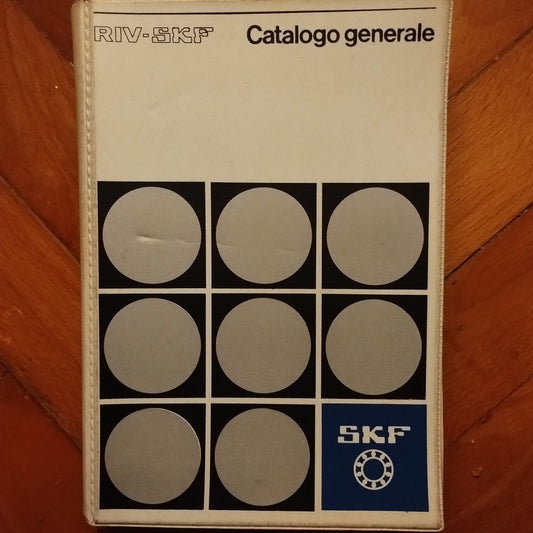 RIV-SKF Catalogo generale
SKF